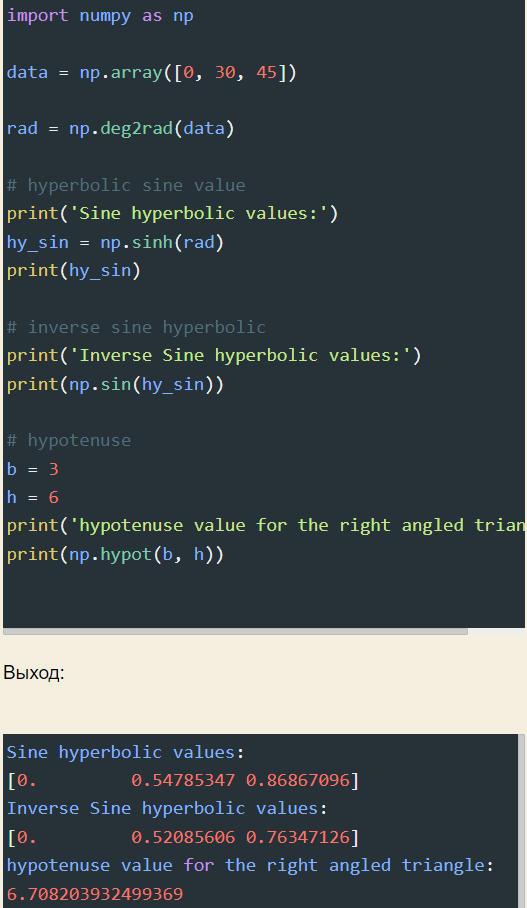 import numpy as np
data = np.array([0, 30, 45])
rad = np.deg2rad(data)
# hyperbolic sine value
print('Sine hyperbolic values:')
hy_sin = np.sinh(rad)
print(hy_sin)
# inverse sine hyperbolic
print('Inverse Sine hyperbolic values:')
print(np.sin(hy_sin))
# hypotenuse
b = 3
h = 6
print('hypotenuse value for the right angled trian
print(np.hypot(b, h))
Выход:
Sine hyperbolic values:
[0.         0.54785347 0.86867096]
Inverse Sine hyperbolic values:
[0.         0.52085606 0.76347126]
hypotenuse value for the right angled triangle:
6.708203932499369